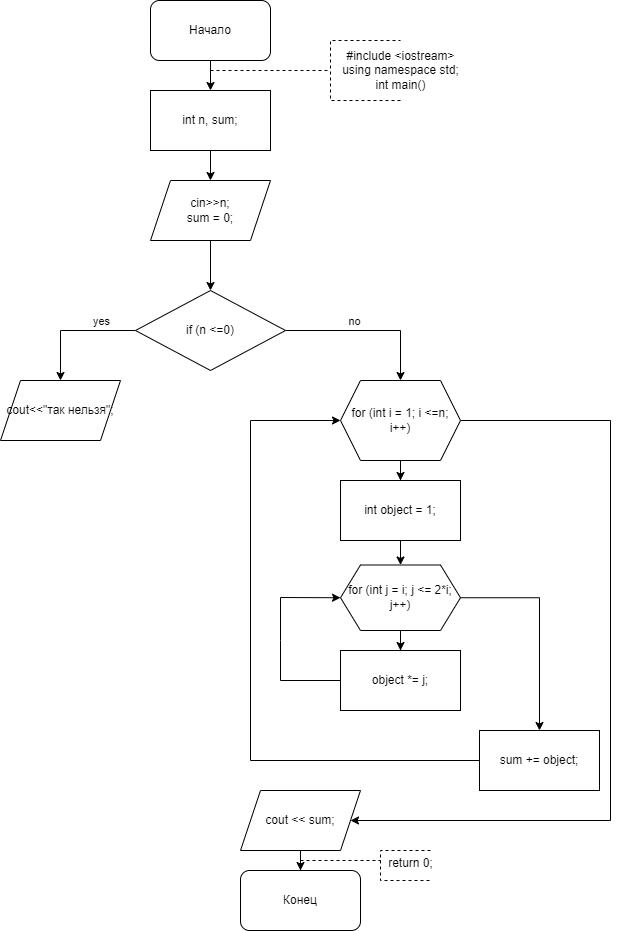 Начало
#include <iostream>
using namespace std;
int main()
int n, sum;
cin>>n;
sum = 0;
if (n <=0)
yes
no
cout<<"так нельзя";
for (int i = 1; i <=n;
i++)
int object = 1;
for (int j = i; j <= 2*i;
j++)
object *= j;
sum += object;
cout << sum;
return 0;
Конец